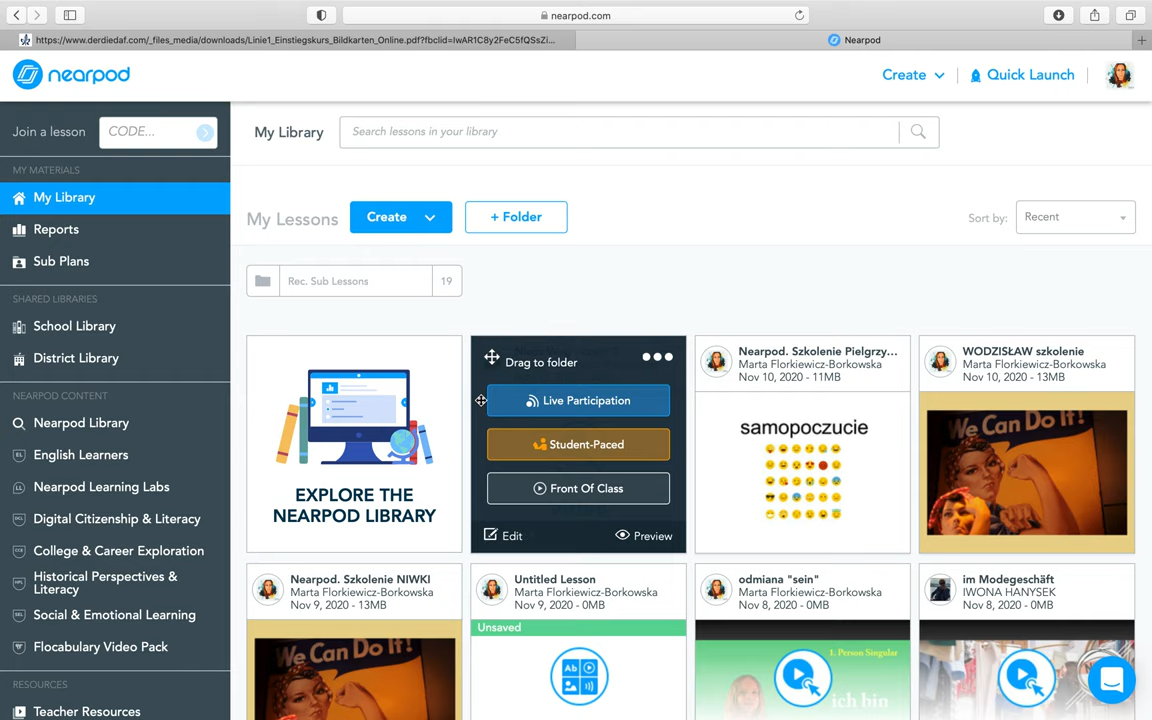 nearpod.com
https://www.derdiedaf.com/_files_media/downloads/Linie1_Einstiegskurs_Bildkarten_Online.pdf?fbclid=IwAR1C8y2FeC5fQSsZi...
Nearpod
nearpod
Create
Quick Launch
Join a lesson
CODE...
My Library
Search lessons in your library
MY MATERIALS
My Library
Reports
Sub Plans
SHARED LIBRARIES
School Library
District Library
NEARPOD CONTENT
Nearpod Library
English Learners
Nearpod Learning Labs
Digital Citizenship & Literacy
College & Career Exploration
Historical Perspectives &
Literacy
Social & Emotional Learning
Flocabulary Video Pack
RESOURCES
Teacher Resources
My Lessons
Create
+ Folder
Sort by:
Recent
Rec. Sub Lessons
19
EXPLORE THE
NEARPOD LIBRARY
Drag to folder
Live Participation
Student-Paced
Front Of Class
Edit
Preview
Nearpod. Szkolenie Pielgrzy...
Marta Florkiewicz-Borkowska
Nov 10, 2020 - 11MB
samopoczucie
WODZISŁAW szkolenie
Marta Florkiewicz-Borkowska
Nov 10, 2020 - 13MB
We Can Do It!
Nearpod. Szkolenie NIWKI
Marta Florkiewicz-Borkowska
Nov 9, 2020 - 13MB
We Can Do It!
Untitled Lesson
Marta Florkiewicz-Borkowska
Nov 9, 2020 - 0MB
Unsaved
Ab
odmiana "sein"
Marta Florkiewicz-Borkowska
Nov 8, 2020 - 0MB
1. Person Singular
ich bin
im Modegeschäft
IWONA HANYSEK
Nov 8, 2020 - 0MB